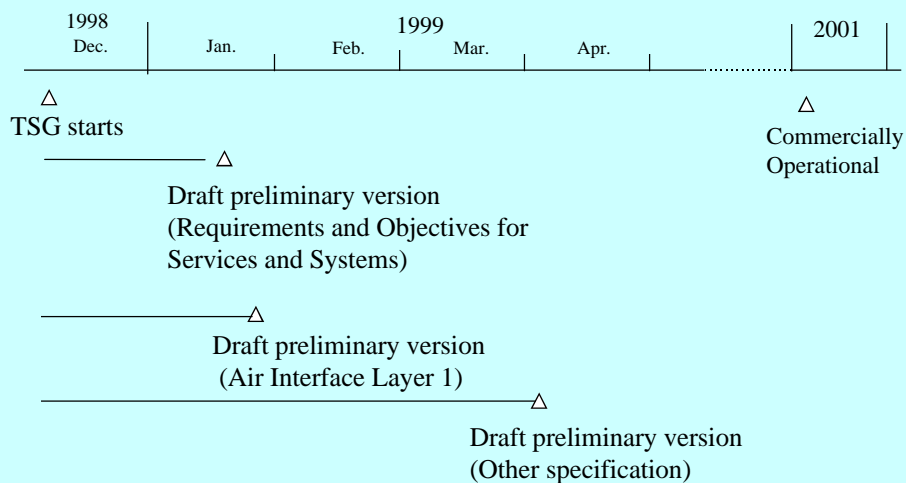 1998
1999
2001
Dec.
Jan.
Feb.
Mar.
Apr.
TSG starts
Commercially
Operational
Draft preliminary version
(Requirements and Objectives for
Services and Systems)
Draft preliminary version
(Air Interface Layer 1)
Draft preliminary version
(Other specification)